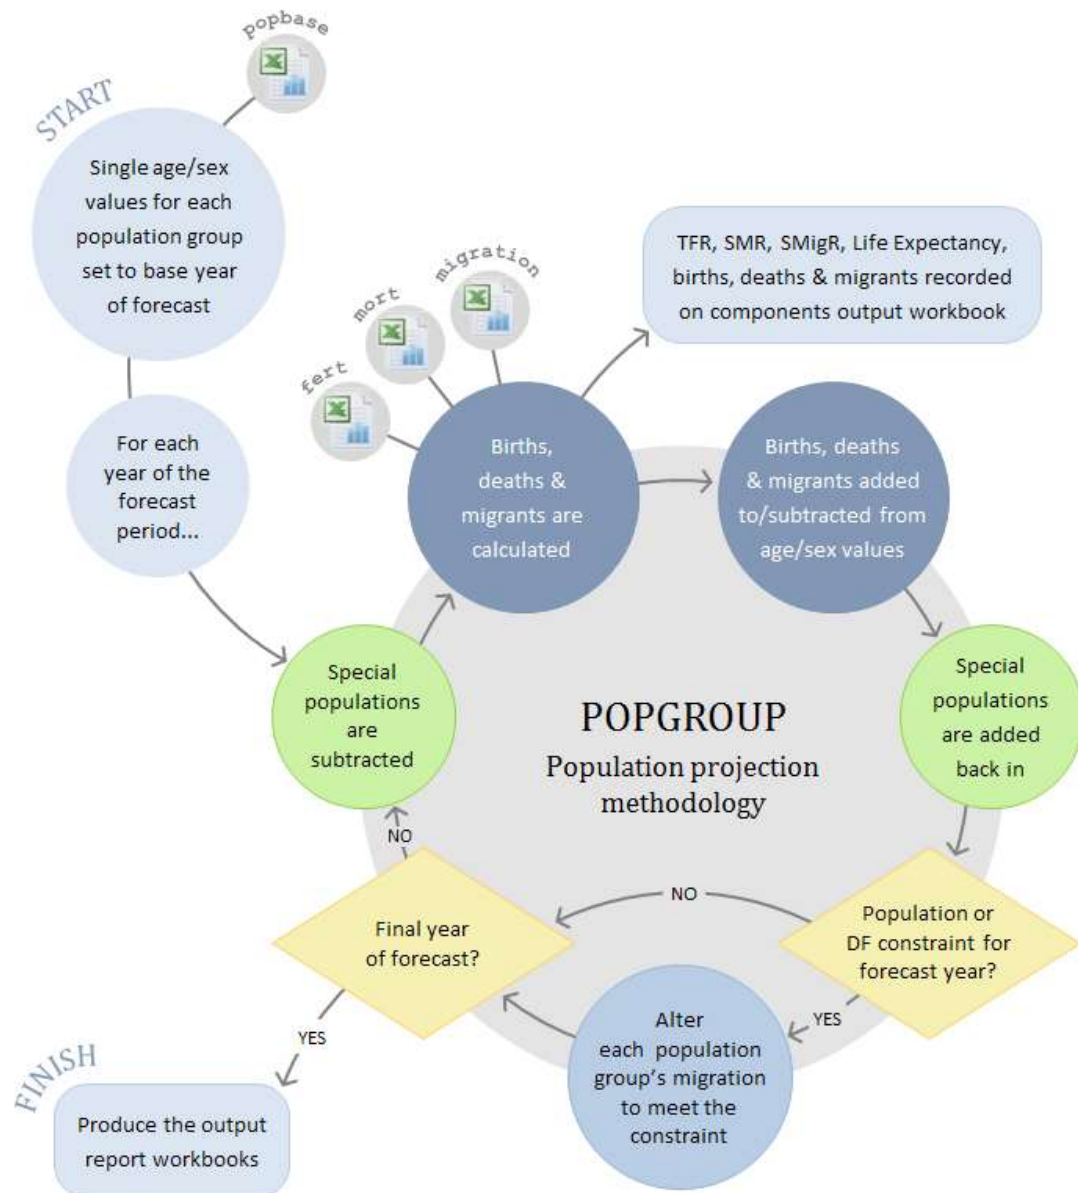 popbase
START
Single age/sex
values for each
population group
set to base year
of forecast
For each
year of the
forecast
period...
fert
mort
migration
TFR, SMR, SMigR, Life Expectancy,
births, deaths & migrants recorded
on components output workbook
Births,
deaths &
migrants are
calculated
Births, deaths
& migrants added
to/subtracted from
age/sex values
Special
populations
are
subtracted
POPGROUP
Population projection
methodology
Special
populations
are added
back in
NO
NO
Final year
of forecast?
Population or
DF constraint for
forecast year?
YES
YES
Alter
each population
group's migration
to meet the
constraint
FINISH
Produce the output
report workbooks